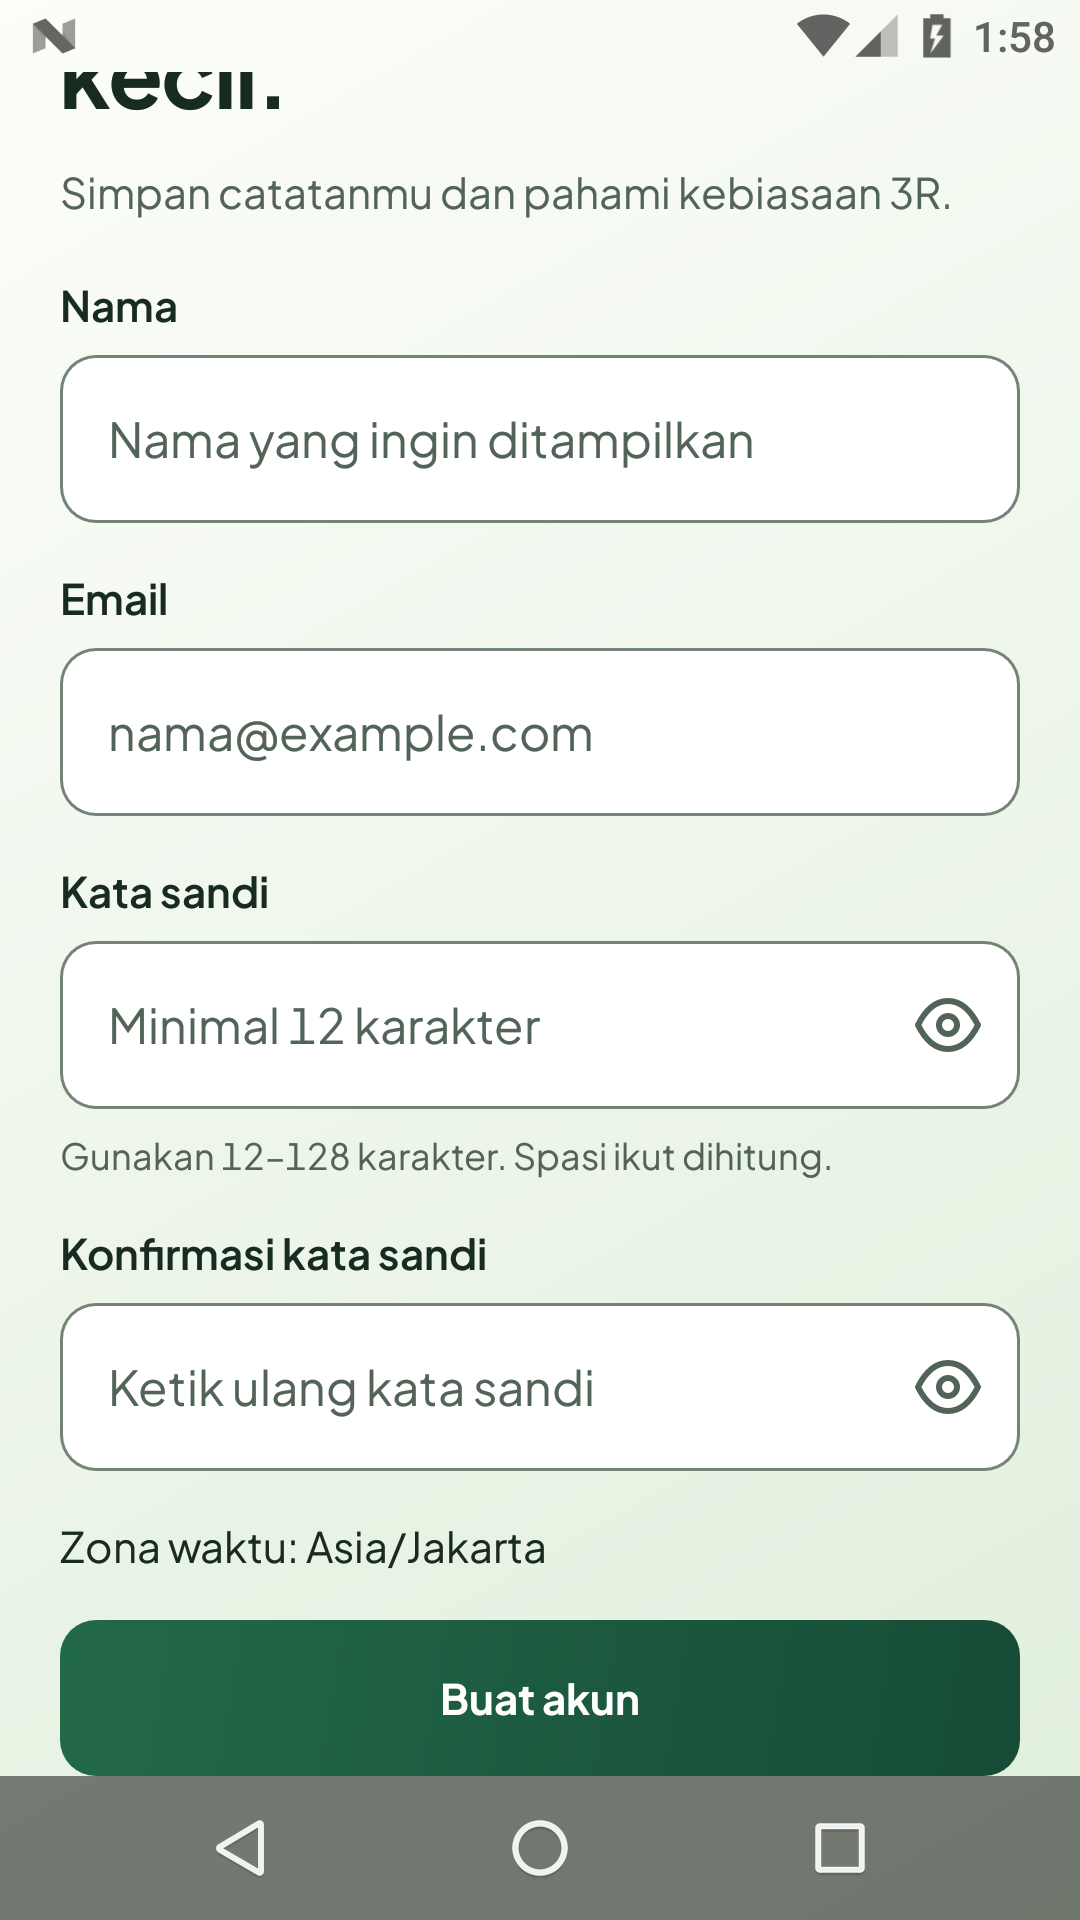 1:58
kecil.
Simpan catatanmu dan pahami kebiasaan 3R.
Nama
Nama yang ingin ditampilkan
Email
nama@example.com
Kata sandi
Minimal 12 karakter
Gunakan 12–128 karakter. Spasi ikut dihitung.
Konfirmasi kata sandi
Ketik ulang kata sandi
Zona waktu: Asia/Jakarta
Buat akun